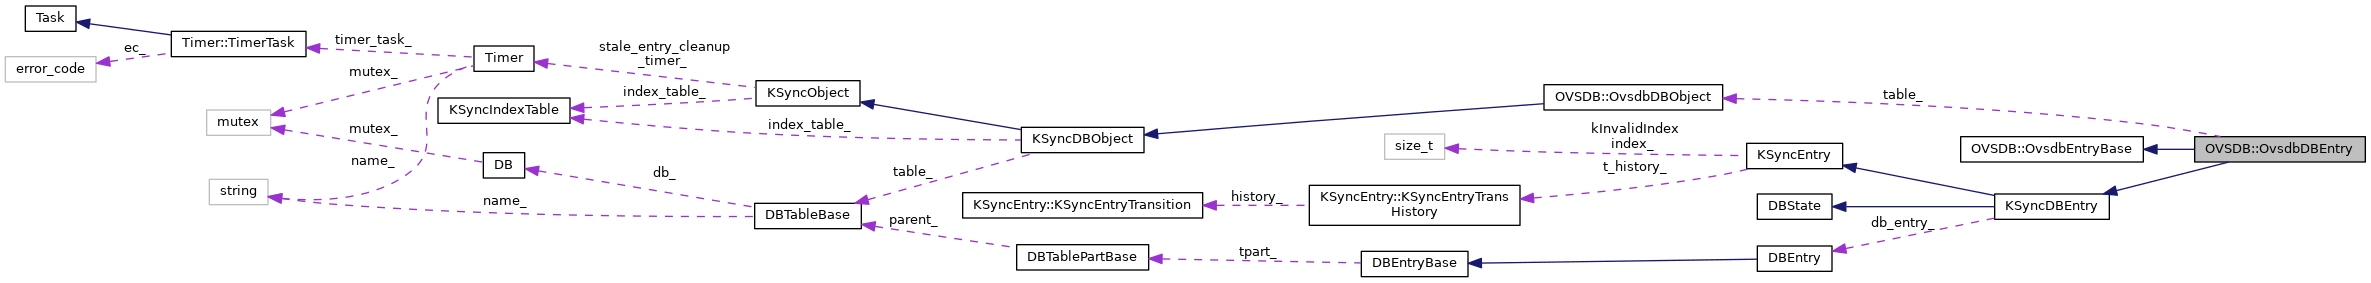 Task
Timer::TimerTask
ec_
error_code
timer_task_
Timer
stale_entry_cleanup
_timer_
mutex_
KSyncIndexTable
index_table_
KSyncObject
OVSDB::OvsdbDBObject
table_
mutex
mutex_
index_table_
KSyncDBObject
size_t
kInvalidIndex
index_
KSyncEntry
OVSDB::OvsdbEntryBase
OVSDB::OvsdbDBEntry
name_
DB
db_
table_
t_history_
string
name_
DBTableBase
KSyncEntry::KSyncEntryTransition
history_
KSyncEntry::KSyncEntryTrans
History
DBState
KSyncDBEntry
parent_
db_entry_
DBTablePartBase
tpart_
DBEntryBase
DBEntry